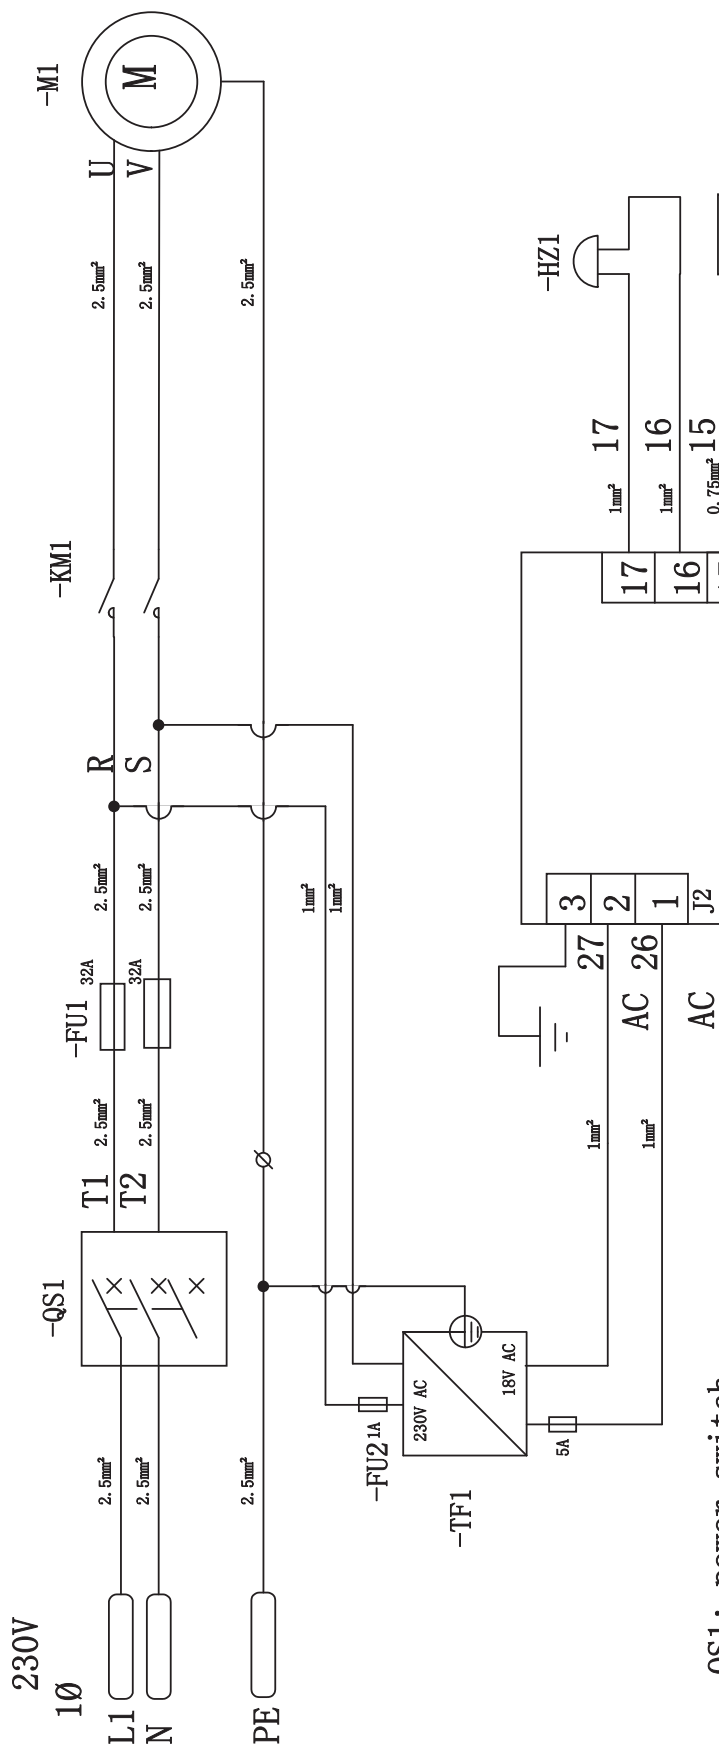 230V
1Ø
L1
N
PE
2.5mm²
2.5mm²
2.5mm²
-QS1
T1
T2
2.5mm²
2.5mm²
-FU1
32A
32A
2.5mm²
2.5mm²
R
S
-KM1
2.5mm²
2.5mm²
2.5mm²
U
V
-M1
M
1mm²
1mm²
-FU2
1A
230V AC
18V AC
-TF1
5A
1mm²
1mm²
27
AC
26
AC
3
2
1
J2
17
16
1mm²
1mm²
0.75mm²
17
16
15
-HZ1
QS1: power switch